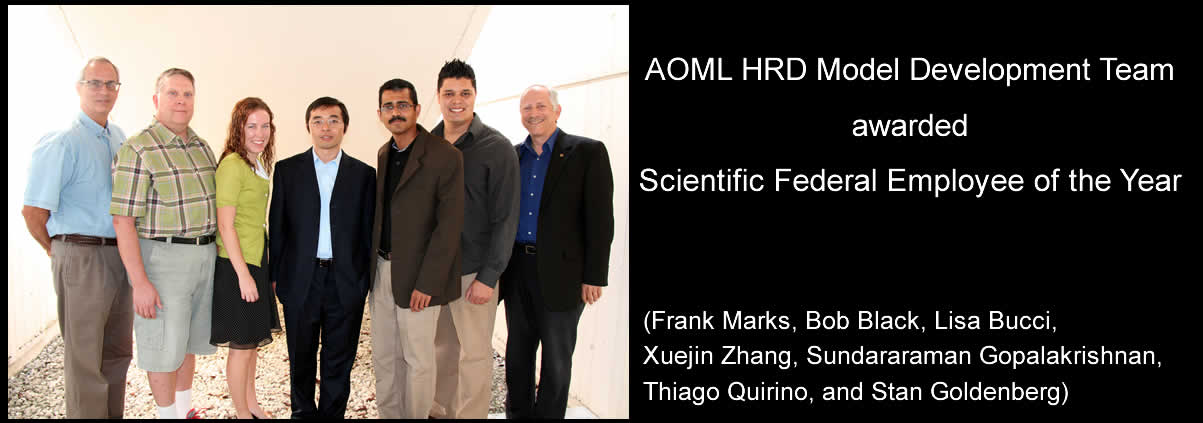 AOML HRD Model Development Team
awarded
Scientific Federal Employee of the Year
(Frank Marks, Bob Black, Lisa Bucci,
Xuejin Zhang, Sundararaman Gopalakrishnan,
Thiago Quirino, and Stan Goldenberg)